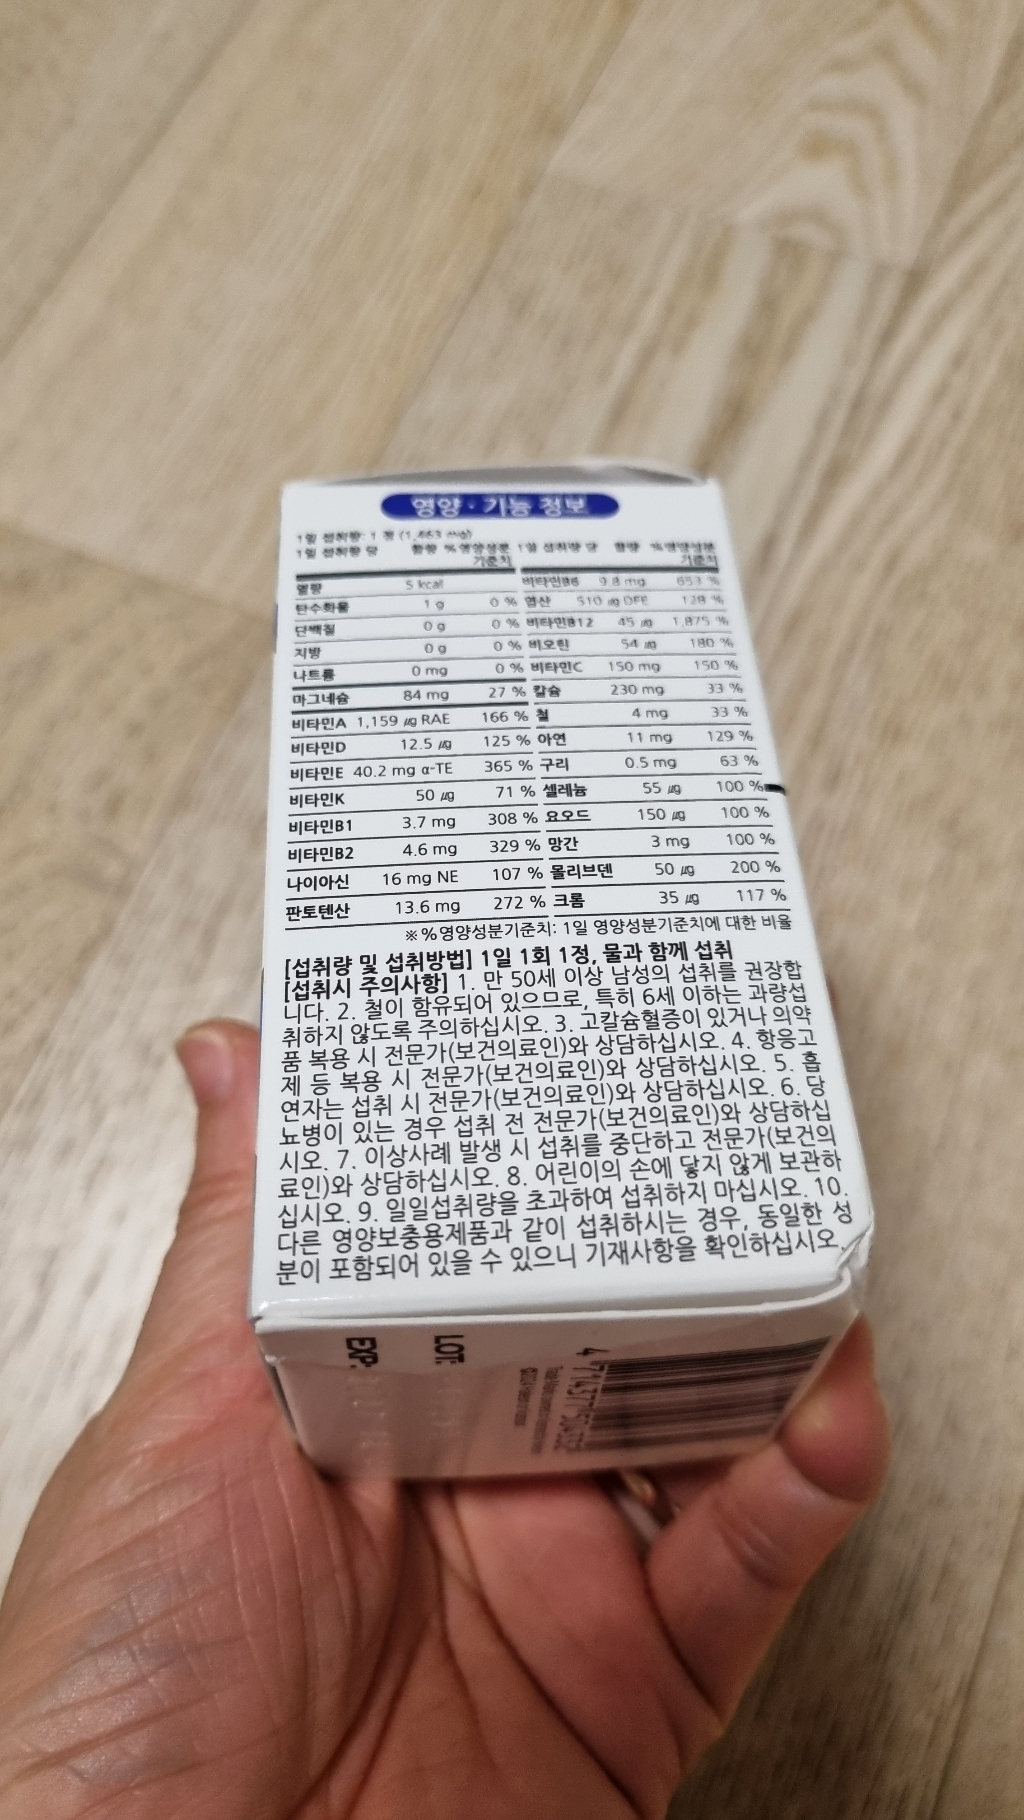 영양·기능 정보
1일 섭취량: 1 정 (1,663 mg)
1일 섭취량 당 함량 %영양성분 기준치
열량 5 kcal
탄수화물 1 g 0 %
단백질 0 g 0 %
지방 0 g 0 %
나트륨 0 mg 0 %
마그네슘 84 mg 27 %
비타민A 1,159 ㎍ RAE 166 %
비타민D 12.5 ㎍ 125 %
비타민E 40.2 mg α-TE 365 %
비타민K 50 ㎍ 71 %
비타민B1 3.7 mg 308 %
비타민B2 4.6 mg 329 %
나이아신 16 mg NE 107 %
판토텐산 13.6 mg 272 %
1일 섭취량 당 함량 %영양성분 기준치
비타민B6 9.8 mg 653 %
엽산 510 ㎍ DFE 128 %
비타민B12 45 ㎍ 1,875 %
비오틴 54 ㎍ 180 %
비타민C 150 mg 150 %
칼슘 230 mg 33 %
철 4 mg 33 %
아연 11 mg 129 %
구리 0.5 mg 63 %
셀레늄 55 ㎍ 100 %
요오드 150 ㎍ 100 %
망간 3 mg 100 %
몰리브덴 50 ㎍ 200 %
크롬 35 ㎍ 117 %
※%영양성분기준치: 1일 영양성분기준치에 대한 비율
[섭취량 및 섭취방법] 1일 1회 1정, 물과 함께 섭취
[섭취시 주의사항] 1. 만 50세 이상 남성의 섭취를 권장합
니다. 2. 철이 함유되어 있으므로, 특히 6세 이하는 과량섭
취하지 않도록 주의하십시오. 3. 고칼슘혈증이 있거나 의약
품 복용 시 전문가(보건의료인)와 상담하십시오. 4. 항응고
제 등 복용 시 전문가(보건의료인)와 상담하십시오. 5. 흡
연자는 섭취 시 전문가(보건의료인)와 상담하십시오. 6. 당
뇨병이 있는 경우 섭취 전 전문가(보건의료인)와 상담하십
시오. 7. 이상사례 발생 시 섭취를 중단하고 전문가(보건의
료인)와 상담하십시오. 8. 어린이의 손에 닿지 않게 보관하
십시오. 9. 일일섭취량을 초과하여 섭취하지 마십시오. 10.
다른 영양보충용제품과 같이 섭취하시는 경우, 동일한 성
분이 포함되어 있을 수 있으니 기재사항을 확인하십시오.
LOT:
EXP: